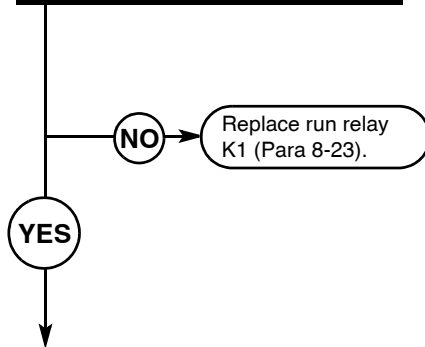 NO
Replace run relay
K1 (Para 8-23).
YES